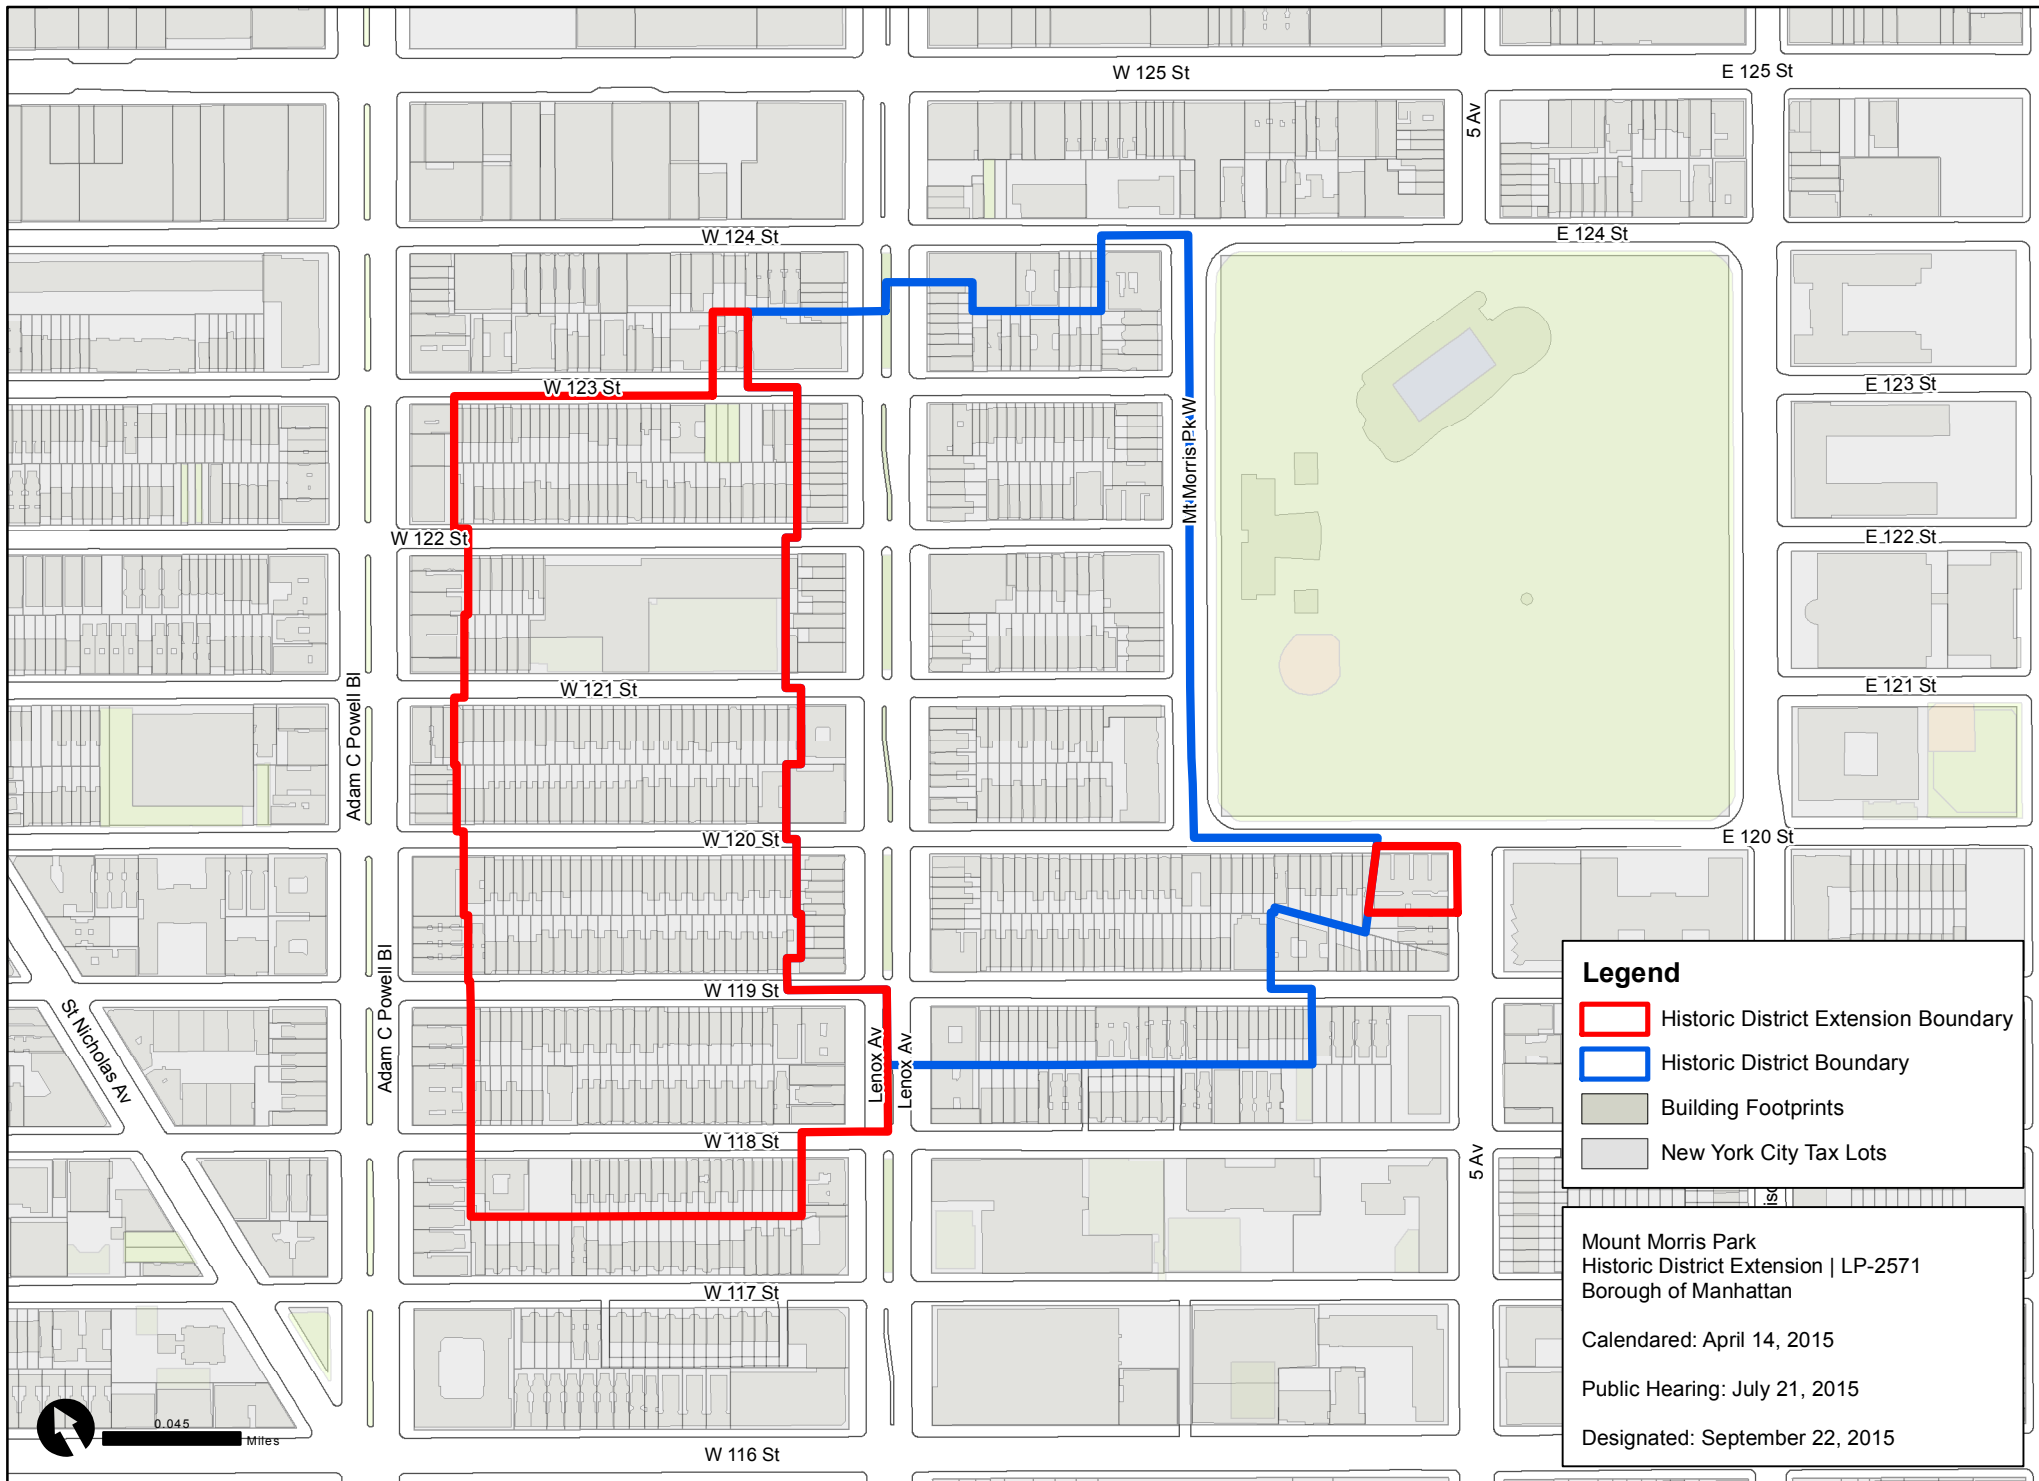 W 125 St
E 125 St
5 Av
W 124 St
E 124 St
W 123 St
E 123 St
Mt Morris Pk W
W 122 St
E 122 St
W 121 St
E 121 St
Adam C Powell Bl
W 120 St
E 120 St
Adam C Powell Bl
W 119 St
St Nicholas Av
Lenox Av
Lenox Av
W 118 St
5 Av
W 117 St
W 116 St
0.045
Miles
Legend
Historic District Extension Boundary
Historic District Boundary
Building Footprints
New York City Tax Lots
Mount Morris Park
Historic District Extension | LP-2571
Borough of Manhattan
Calendared: April 14, 2015
Public Hearing: July 21, 2015
Designated: September 22, 2015